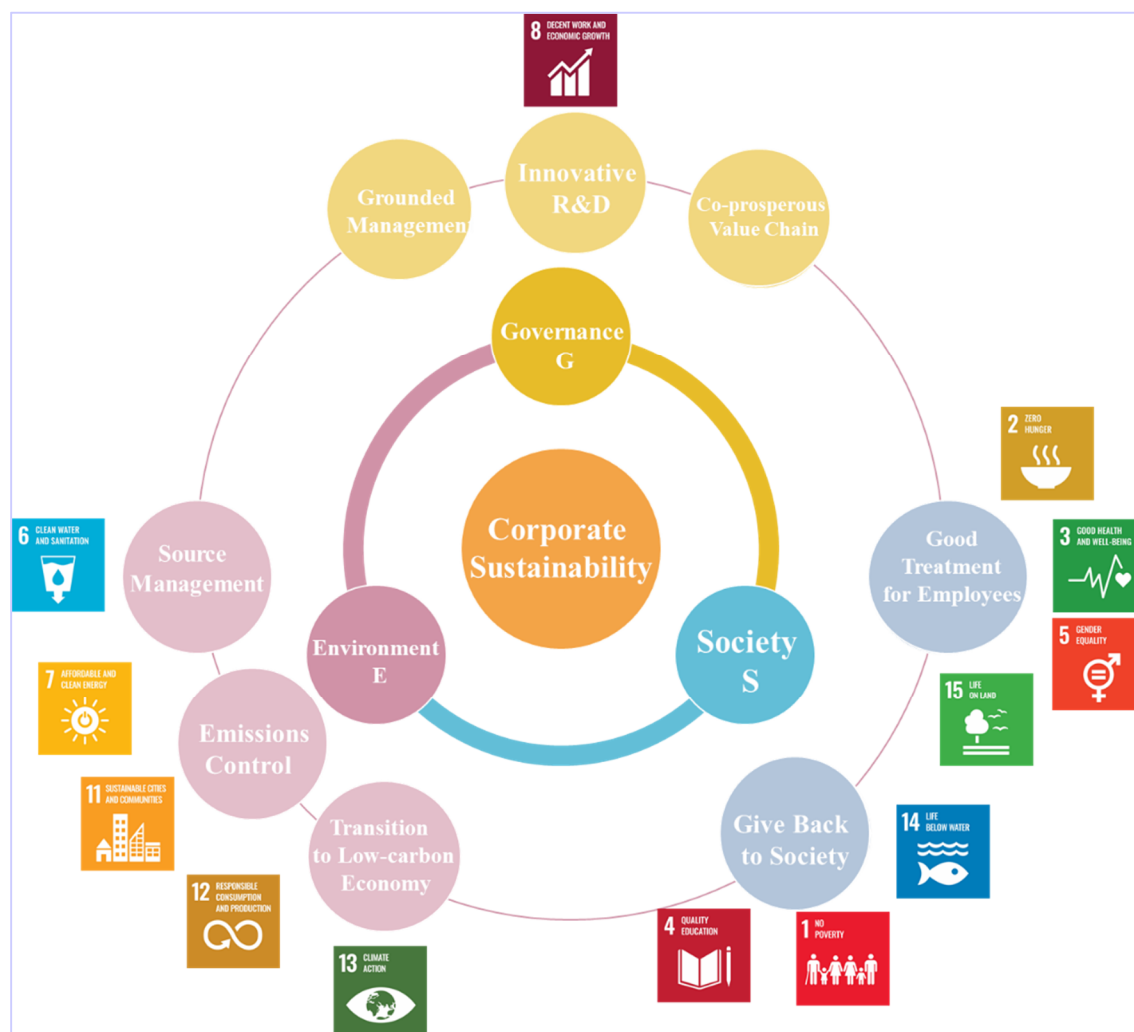 8 DECENT WORK AND
ECONOMIC GROWTH
Innovative
R&D
Grounded
Management
Co-prosperous
Value Chain
Governance
G
2 ZERO
HUNGER
Corporate
Sustainability
Good
Treatment
for Employees
3 GOOD HEALTH
AND WELL-BEING
6 CLEAN WATER
AND SANITATION
Source
Management
Environment
E
Society
S
5 GENDER
EQUALITY
15 LIFE
ON LAND
7 AFFORDABLE AND
CLEAN ENERGY
Emissions
Control
11 SUSTAINABLE CITIES
AND COMMUNITIES
Transition
to Low-carbon
Economy
Give Back
to Society
14 LIFE
BELOW WATER
12 RESPONSIBLE
CONSUMPTION
AND PRODUCTION
4 QUALITY
EDUCATION
1 NO
POVERTY
13 CLIMATE
ACTION